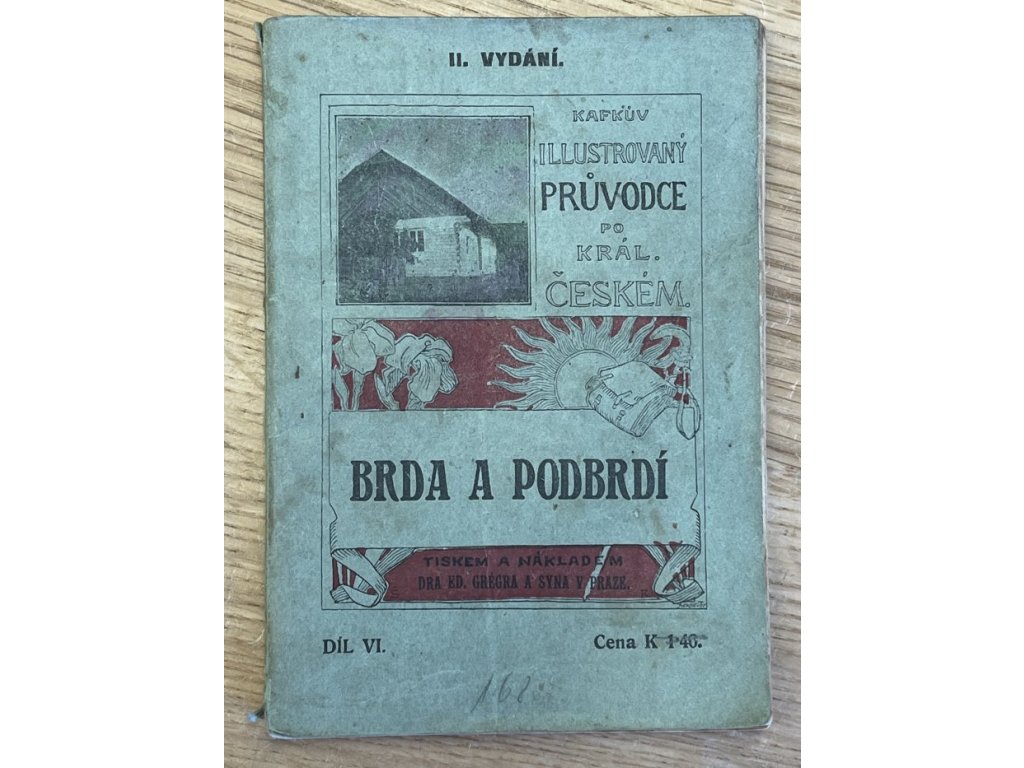 II. VYDÁNÍ.
KAFKŮV
ILLUSTROVANÝ
PRŮVODCE
PO
KRÁL.
ČESKÉM.
BRDA A PODBRDÍ
TISKEM A NÁKLADEM
DRA ED. GRÉGRA A SYNA V PRAZE.
DÍL VI.
Cena K 1·40.
162